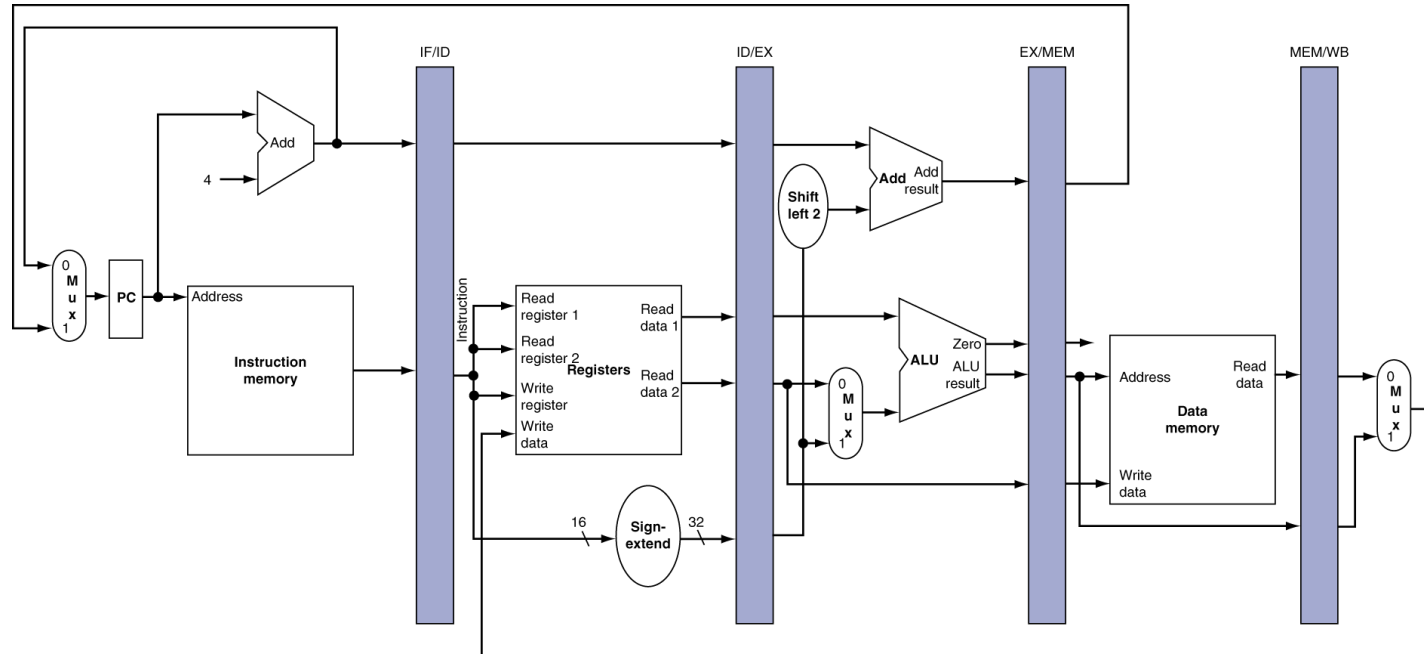 IF/ID
ID/EX
EX/MEM
MEM/WB
Add
4
Add
Add
result
Shift
left 2
0
M
u
x
1
PC
Address
Instruction
memory
Instruction
Read
register 1
Read
register 2
Registers
Write
register
Write
data
Read
data 1
Read
data 2
16
Sign-
extend
32
0
M
u
x
1
Zero
ALU
ALU
result
Address
Read
data
Data
memory
Write
data
0
M
u
x
1